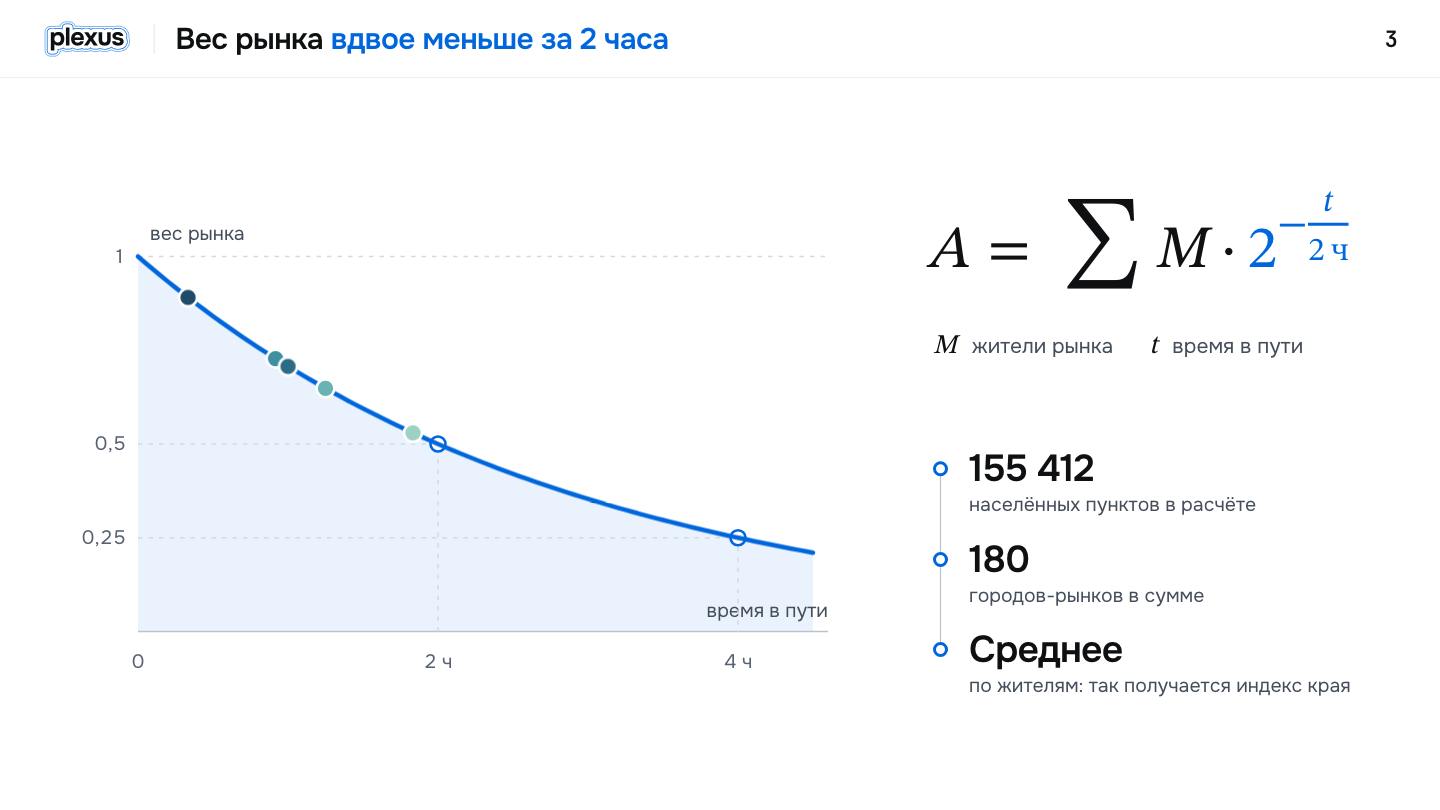 plexus
Вес рынка вдвое меньше за 2 часа
3
вес рынка
1
0,5
0,25
время в пути
0
2 ч
4 ч
A = ∑ M · 2^(−t/2 ч)
M жители рынка t время в пути
155 412
населённых пунктов в расчёте
180
городов-рынков в сумме
Среднее
по жителям: так получается индекс края